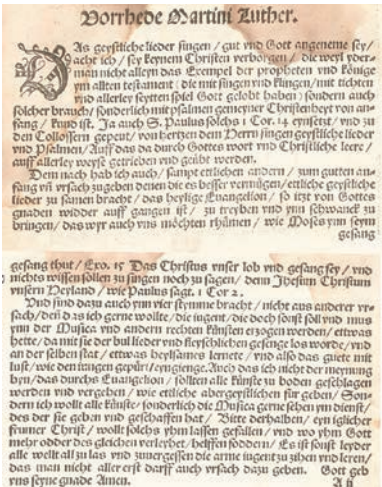 Vorrhede Martini Luther.
DAs geystliche lieder singen / gut vnd Gott angeneme sey /
acht ich / sey keynem Christen verborgen / die weyl yder-
man nicht alleyn das Exempel der propheten vnd könige
ym allten testament (die mit singen vnd klingen / mit tichten
vnd allerley seytten spiel Gott gelobt haben) sondern auch
solcher brauch / sonderlich mit psalmen gemeyner Christenheyt von an-
fang / kund ist. Ja auch S. Paulus solchs 1 Cor. 14 eynsetzt / vnd zu
den Collossern gepeut / von hertzen dem Herrn singen geystliche lieder
vnd Psalmen / Auff das da durch Gottes wort vnd Christliche leere /
auff allerley weyse getrieben vnd geübt werden.
Dem nach hab ich auch / sampt ettlichen andern / zum gutten an-
fang vñ vrsach zugeben denen die es besser vermügen / ettliche geystliche
lieder zu samen bracht / das heylige Euangelion / so itzt von Gottes
gnaden widder auff gangen ist / zu treyben vnd ynn schwanck zu
bringen / das wyr auch vns möchten rhümen / wie Moses ynn seym
gesang
gesang thut / Exo. 15 Das Christus vnser lob vnd gesang sey / vnd
nichts wissen sollen zu singen noch zu sagen / denn Jhesum Christum
vnsern Heyland / wie Paulus sagt. 1 Cor 2.
Vnd sind dazu auch ynn vier stymme bracht / nicht aus anderer vr-
sach / deñ das ich gerne wollte / die iugent / die doch sonst soll vnd mus
ynn der Musica vnd andern rechten künsten erzogen werden / ettwas
hette / da mit sie der bul lieder vnd fleyschlichen gesenge los worde / vnd
an der selben stat / ettwas heylsames lernete / vnd also das guete mit
lust / wie den iungen gepürt / eyngienge. Auch das ich nicht der meynung
byn / das durchs Euangelion / sollten alle künste zu boden geschlagen
werden vnd vergehen / wie ettliche abergeystlichen fur geben / Son-
dern ich wollt alle künste / sonderlich die Musica gerne sehen ym dienst /
des der sie geben vnd geschaffen hat / Bitte derhalben / eyn iglicher
frumer Christ / wollt solchs yhm lassen gefallen / vnd wo yhm Gott
mehr odder des gleichen verleyhet / helffen foddern / Es ist sonst leyder
alle wellt all zu las vnd zuuergessen die arme iugent zu zihen vnd leren /
das man nicht aller erst darff auch vrsach dazu geben. Gott geb
vns seyne gnade Amen.
A ij